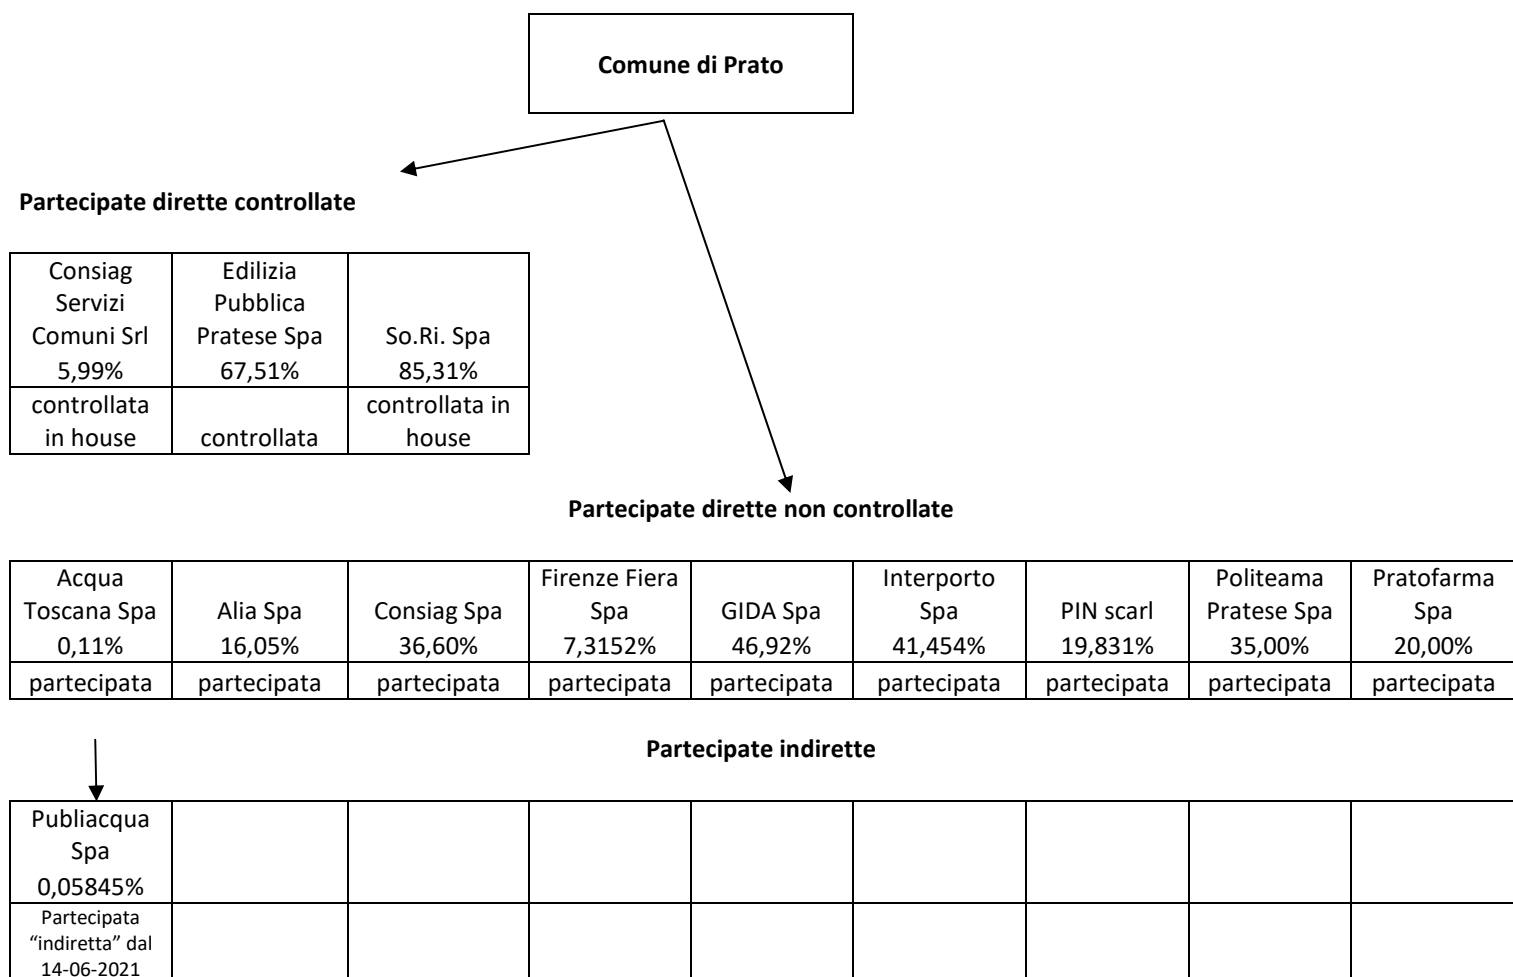 Comune di Prato
Partecipate dirette controllate
Consiag
Servizi
Comuni Srl
5,99%
Edilizia
Pubblica
Pratese Spa
67,51%
So.Ri. Spa
85,31%
controllata
in house
controllata
controllata in
house
Partecipate dirette non controllate
Acqua
Toscana Spa
0,11%
Alia Spa
16,05%
Consiag Spa
36,60%
Firenze Fiera
Spa
7,3152%
GIDA Spa
46,92%
Interporto
Spa
41,454%
PIN scarl
19,831%
Politeama
Pratese Spa
35,00%
Pratofarma
Spa
20,00%
partecipata
partecipata
partecipata
partecipata
partecipata
partecipata
partecipata
partecipata
partecipata
Partecipate indirette
Publiacqua
Spa
0,05845%
Partecipata
“indiretta” dal
14-06-2021